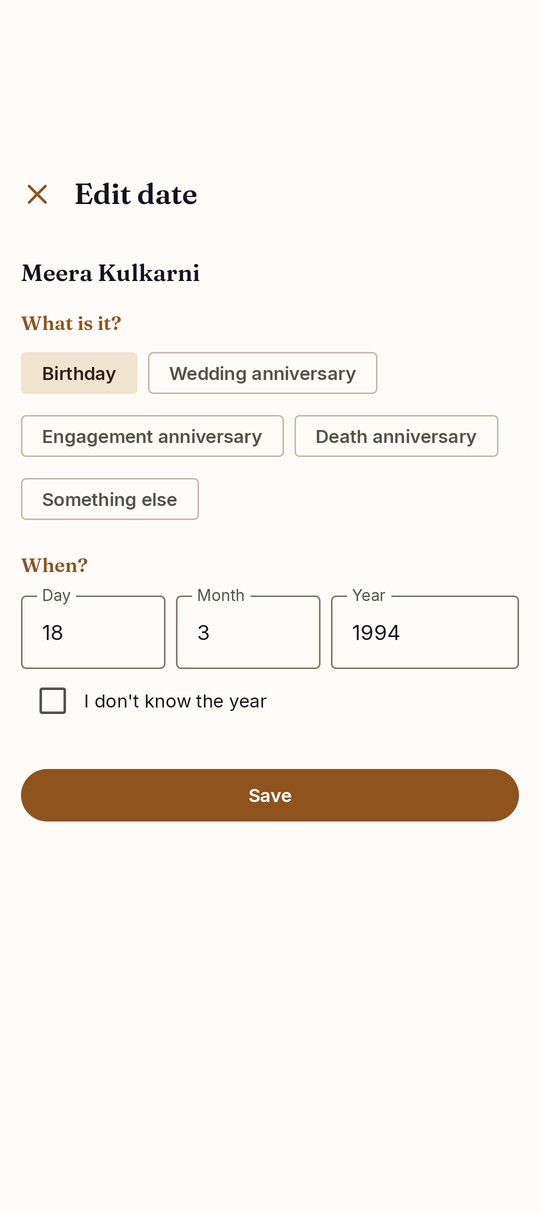 Edit date
Meera Kulkarni
What is it?
Birthday
Wedding anniversary
Engagement anniversary
Death anniversary
Something else
When?
Day
Month
Year
18
3
1994
I don't know the year
Save